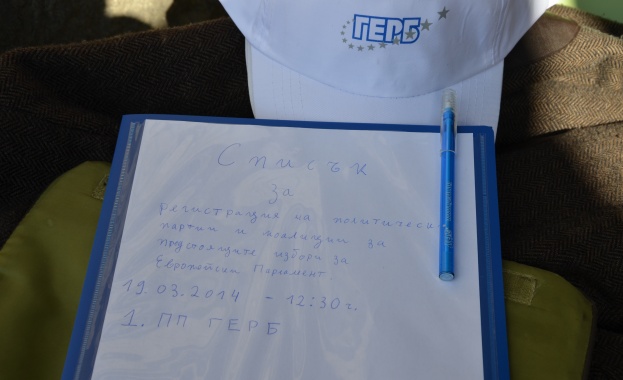 ГЕРБ
Списък
за
регистрация на политически
партии и коалиции за
предстоящите избори за
Европейски Парламент
19.03.2014 - 12:30 г.
1. ПП ГЕРБ
ГЕРБ